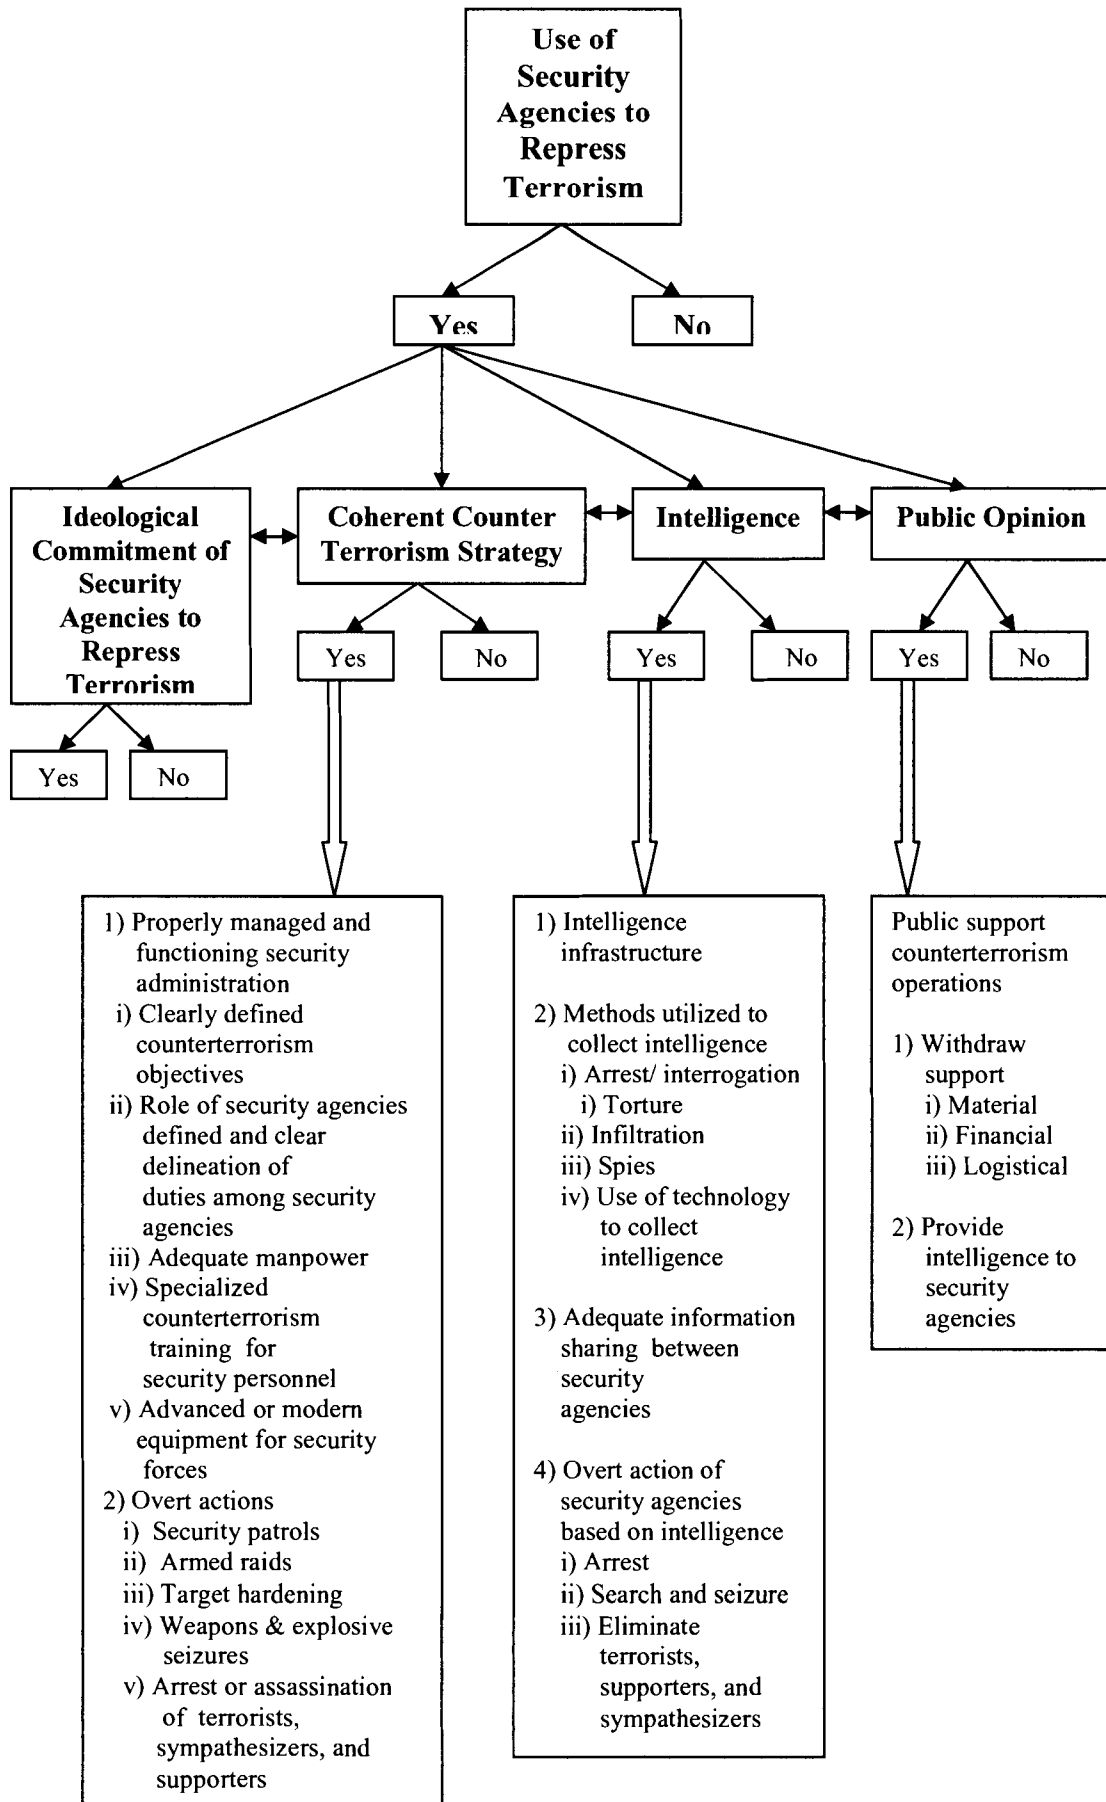 Use of
Security
Agencies to
Repress
Terrorism
Yes
No
Ideological
Commitment of
Security
Agencies to
Repress
Terrorism
Coherent Counter
Terrorism Strategy
Intelligence
Public Opinion
Yes
No
Yes
No
Yes
No
Yes
No
1) Properly managed and
functioning security
administration
i) Clearly defined
counterterrorism
objectives
ii) Role of security agencies
defined and clear
delineation of
duties among security
agencies
iii) Adequate manpower
iv) Specialized
counterterrorism
training for
security personnel
v) Advanced or modern
equipment for security
forces
2) Overt actions
i) Security patrols
ii) Armed raids
iii) Target hardening
iv) Weapons & explosive
seizures
v) Arrest or assassination
of terrorists,
sympathesizers, and
supporters
1) Intelligence
infrastructure
2) Methods utilized to
collect intelligence
i) Arrest/ interrogation
i) Torture
ii) Infiltration
iii) Spies
iv) Use of technology
to collect
intelligence
3) Adequate information
sharing between
security
agencies
4) Overt action of
security agencies
based on intelligence
i) Arrest
ii) Search and seizure
iii) Eliminate
terrorists,
supporters, and
sympathesizers
Public support
counterterrorism
operations
1) Withdraw
support
i) Material
ii) Financial
iii) Logistical
2) Provide
intelligence to
security
agencies